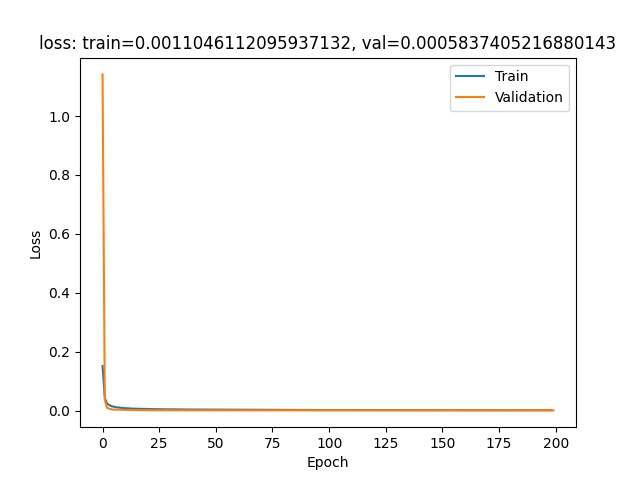 loss: train=0.0011046112095937132, val=0.0005837405216880143
Train
Validation
Loss
1.0
0.8
0.6
0.4
0.2
0.0
0 25 50 75 100 125 150 175 200
Epoch